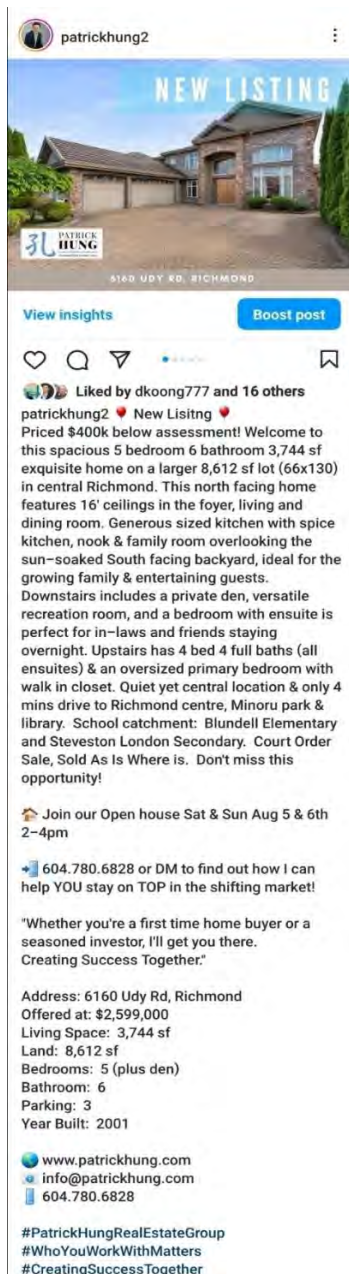 patrickhung2
NEW LISTING
孔 PATRICK
HUNG
6160 UDY RD, RICHMOND
View insights
Boost post
Liked by dkoong777 and 16 others
patrickhung2 🎈 New Lisitng 🎈
Priced $400k below assessment! Welcome to
this spacious 5 bedroom 6 bathroom 3,744 sf
exquisite home on a larger 8,612 sf lot (66x130)
in central Richmond. This north facing home
features 16' ceilings in the foyer, living and
dining room. Generous sized kitchen with spice
kitchen, nook & family room overlooking the
sun-soaked South facing backyard, ideal for the
growing family & entertaining guests.
Downstairs includes a private den, versatile
recreation room, and a bedroom with ensuite is
perfect for in-laws and friends staying
overnight. Upstairs has 4 bed 4 full baths (all
ensuites) & an oversized primary bedroom with
walk in closet. Quiet yet central location & only 4
mins drive to Richmond centre, Minoru park &
library.  School catchment:  Blundell Elementary
and Steveston London Secondary.  Court Order
Sale, Sold As Is Where is.  Don't miss this
opportunity!
🏠 Join our Open house Sat & Sun Aug 5 & 6th
2-4pm
📲 604.780.6828 or DM to find out how I can
help YOU stay on TOP in the shifting market!
"Whether you're a first time home buyer or a
seasoned investor, I'll get you there.
Creating Success Together."
Address: 6160 Udy Rd, Richmond
Offered at: $2,599,000
Living Space:  3,744 sf
Land:  8,612 sf
Bedrooms:  5 (plus den)
Bathroom:  6
Parking:  3
Year Built:  2001
🌎 www.patrickhung.com
📧 info@patrickhung.com
📱 604.780.6828
#PatrickHungRealEstateGroup
#WhoYouWorkWithMatters
#CreatingSuccessTogether